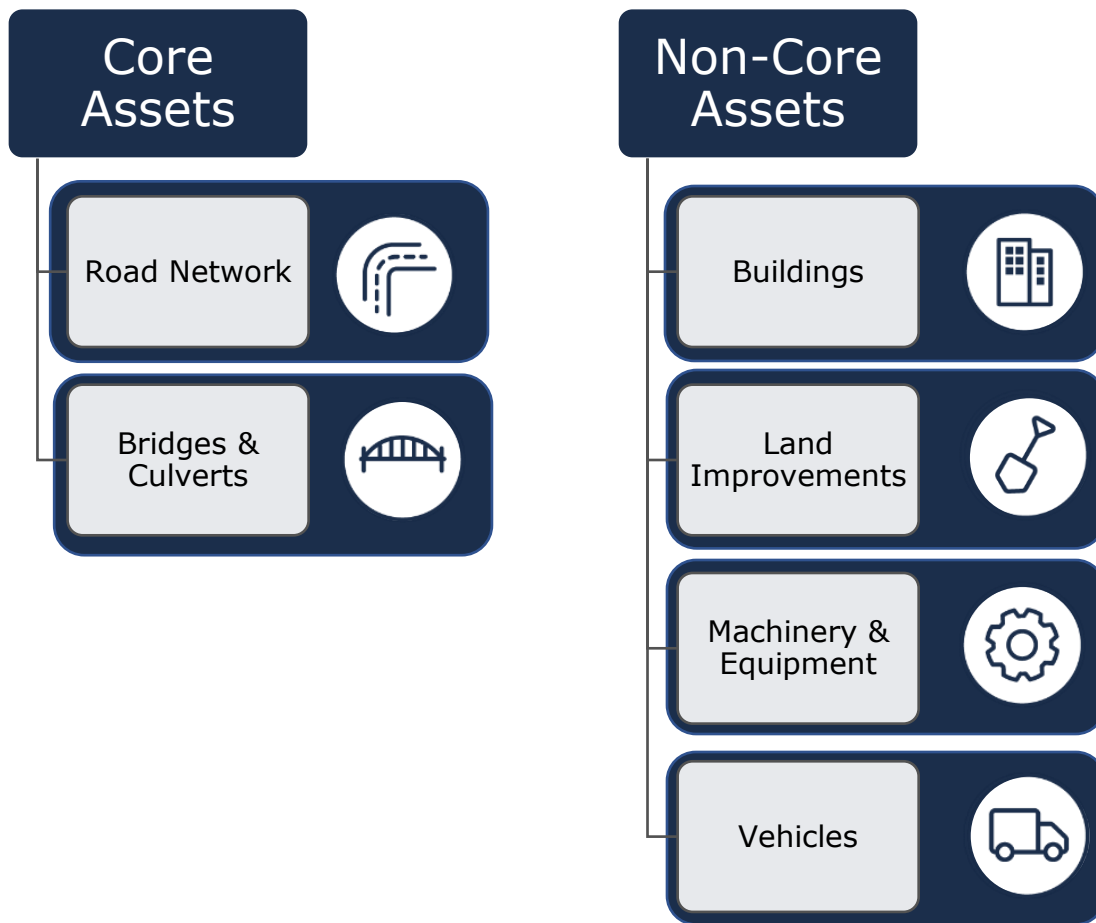 Core
Assets
Road Network
Bridges &
Culverts
Non-Core
Assets
Buildings
Land
Improvements
Machinery &
Equipment
Vehicles